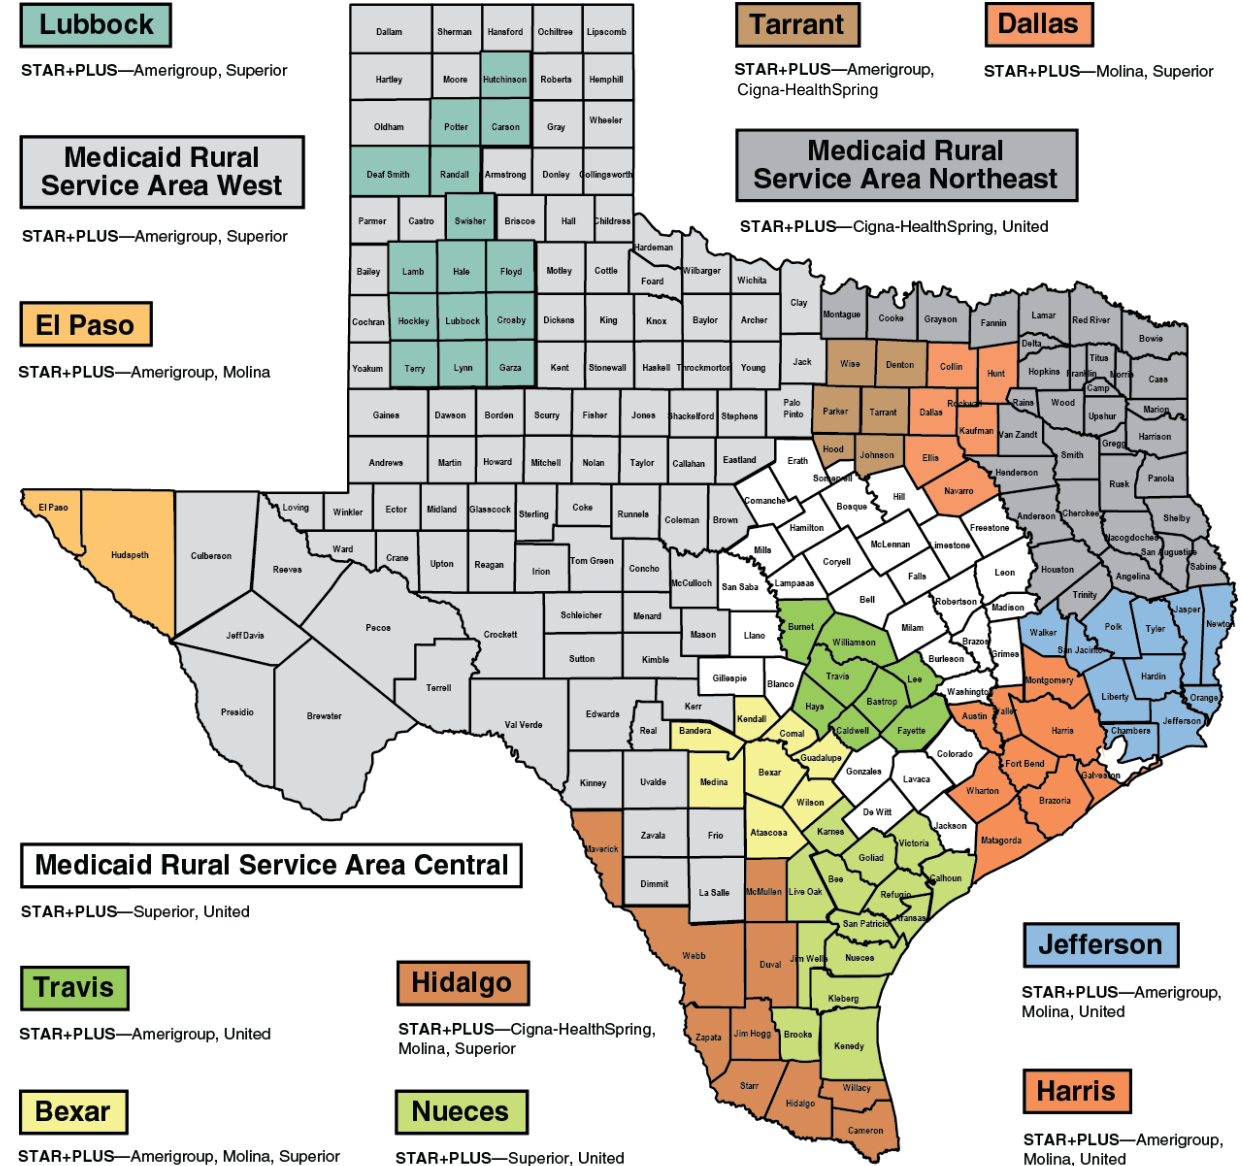 Lubbock
STAR+PLUS—Amerigroup, Superior
Medicaid Rural
Service Area West
STAR+PLUS—Amerigroup, Superior
El Paso
STAR+PLUS—Amerigroup, Molina
Tarrant
STAR+PLUS—Amerigroup,
Cigna-HealthSpring
Dallas
STAR+PLUS—Molina, Superior
Medicaid Rural
Service Area Northeast
STAR+PLUS—Cigna-HealthSpring, United
Dallam Sherman Hansford Ochiltree Lipscomb
Hartley Moore Hutchinson Roberts Hemphill
Oldham Potter Carson Gray Wheeler
Deaf Smith Randall Armstrong Donley Collingsworth
Parmer Castro Swisher Briscoe Hall Childress
Hardeman
Bailey Lamb Hale Floyd Motley Cottle Foard Wilbarger Wichita
Clay Montague Cooke Grayson Fannin Lamar Red River Bowie
Cochran Hockley Lubbock Crosby Dickens King Knox Baylor Archer
Delta Titus Hopkins Franklin Morris Cass Camp
Yoakum Terry Lynn Garza Kent Stonewall Haskell Throckmorton Young Jack Wise Denton Collin Hunt
Rains Wood Upshur Marion
Gaines Dawson Borden Scurry Fisher Jones Shackelford Stephens Palo
Pinto
Parker Tarrant Dallas Rockwall Kaufman Van Zandt Gregg Harrison
Andrews Martin Howard Mitchell Nolan Taylor Callahan Eastland Erath Hood Johnson Ellis Smith
Henderson Rusk Panola
Somervell Navarro
El Paso Loving Winkler Ector Midland Glasscock Sterling Coke Runnels Coleman Brown Comanche Bosque Hill
Anderson Cherokee Shelby
Hamilton Freestone Nacogdoches San Augustine
Hudspeth Culberson Reeves Ward Crane Upton Reagan Irion Tom Green Concho McCulloch Mills McLennan Limestone
Coryell Falls Leon Houston Angelina Sabine
San Saba Lampasas Bell Robertson Madison Trinity
Schleicher Menard Mason Llano Burnet Williamson Milam Brazos Grimes Walker San Jacinto Polk Tyler Jasper Newton
Jeff Davis Pecos Crockett Sutton Kimble Burleson
Gillespie Blanco Travis Lee Washington Montgomery Liberty Hardin Orange
Presidio Brewster Terrell Val Verde Edwards Kerr Real
Kendall Hays Bastrop Austin Waller Harris Jefferson
Bandera Comal Caldwell Fayette Chambers
Kinney Uvalde Medina Bexar Guadalupe Gonzales Lavaca Colorado Fort Bend Galveston
Wilson Wharton Brazoria
Maverick Zavala Frio Atascosa Karnes De Witt Jackson Matagorda
Goliad Victoria
Dimmit La Salle McMullen Live Oak Bee Refugio Calhoun
San Patricio Aransas
Webb Duval Jim Wells Nueces
Kleberg
Zapata Jim Hogg Brooks Kenedy
Starr Hidalgo Willacy
Cameron
Medicaid Rural Service Area Central
STAR+PLUS—Superior, United
Travis
STAR+PLUS—Amerigroup, United
Hidalgo
STAR+PLUS—Cigna-HealthSpring,
Molina, Superior
Bexar
STAR+PLUS—Amerigroup, Molina, Superior
Nueces
STAR+PLUS—Superior, United
Jefferson
STAR+PLUS—Amerigroup,
Molina, United
Harris
STAR+PLUS—Amerigroup,
Molina, United